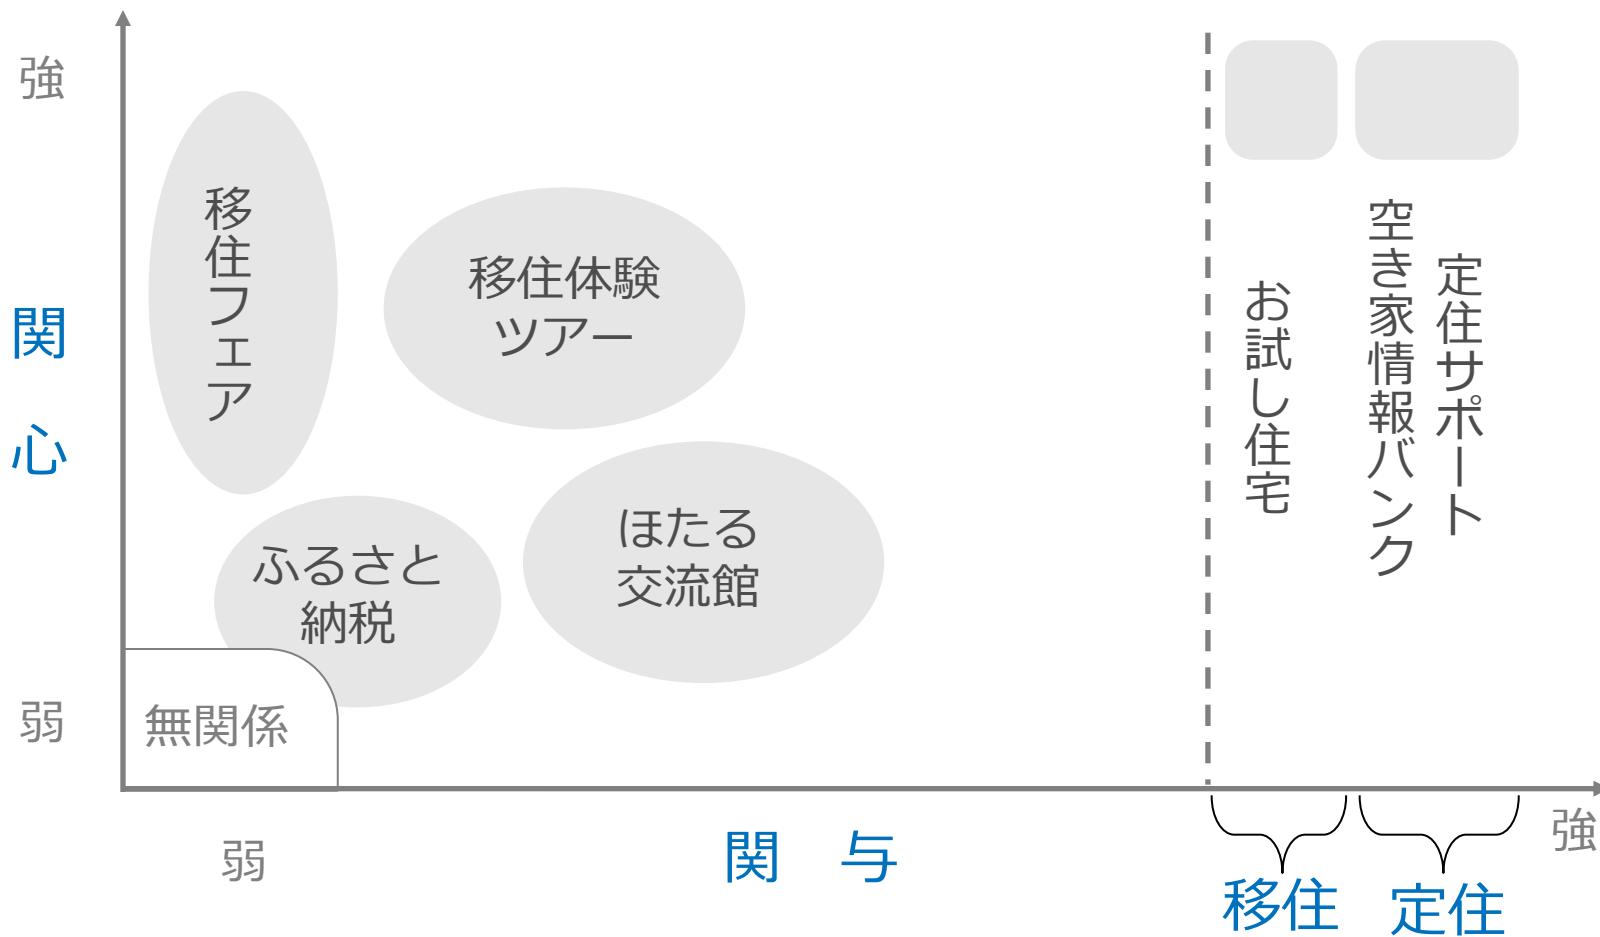 強
関
心
弱
移住フェア
移住体験
ツアー
ふるさと
納税
ほたる
交流館
無関係
お試し住宅
空き家情報バンク
定住サポート
弱
関　与
強
移住
定住